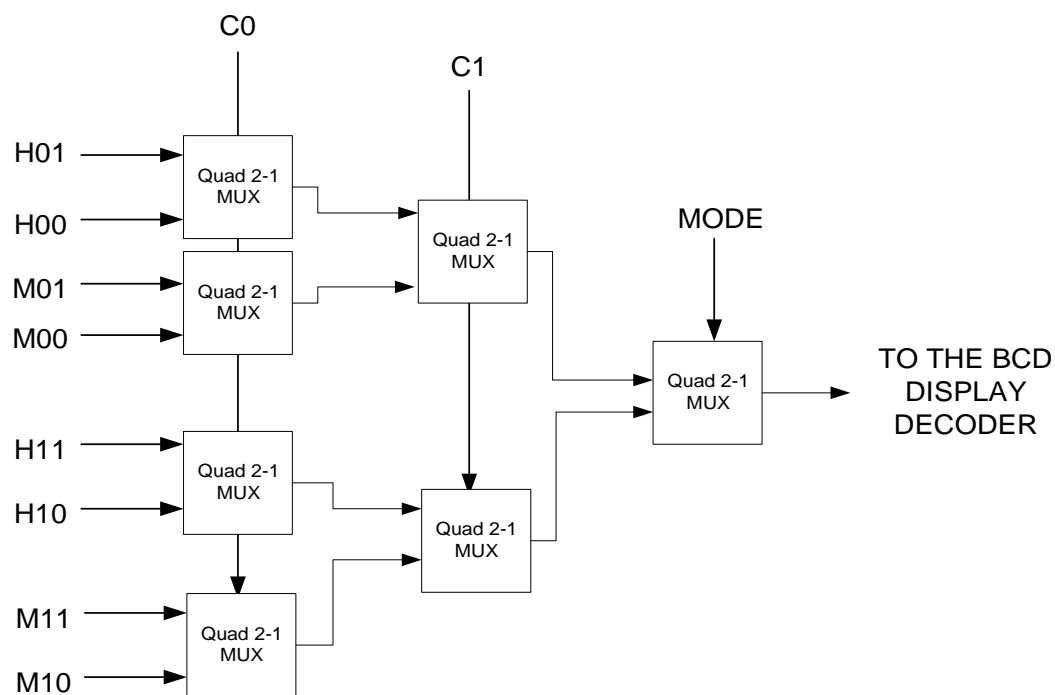 C0
C1
H01
Quad 2-1
MUX
H00
MODE
Quad 2-1
MUX
M01
Quad 2-1
MUX
M00
TO THE BCD
DISPLAY
DECODER
Quad 2-1
MUX
H11
Quad 2-1
MUX
H10
Quad 2-1
MUX
M11
Quad 2-1
MUX
M10